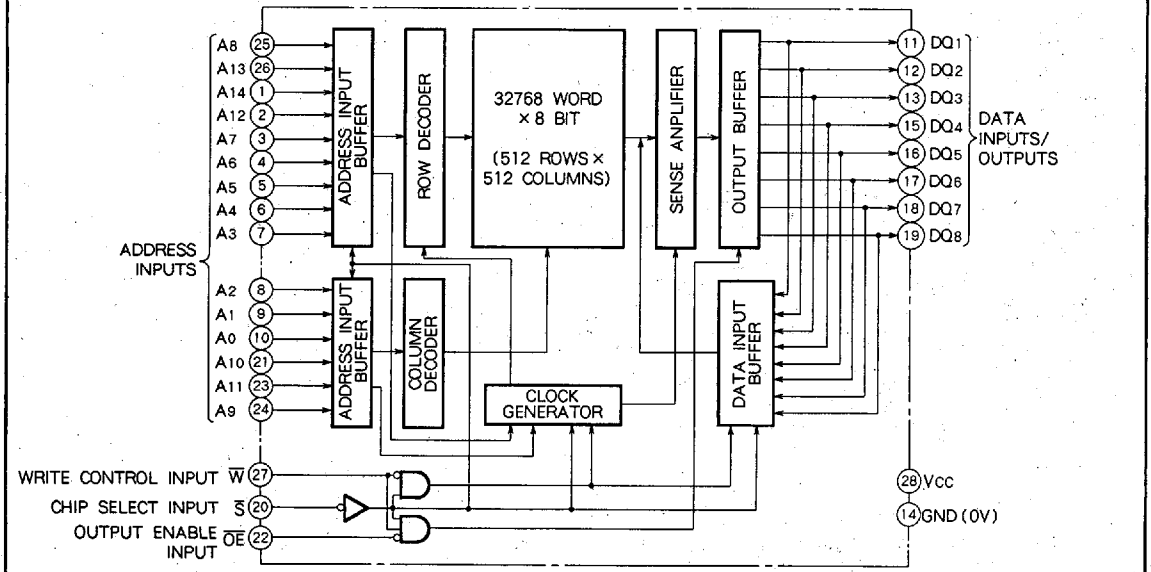 ADDRESS INPUTS
A8 25
A13 26
A14 1
A12 2
A7 3
A6 4
A5 5
A4 6
A3 7
A2 8
A1 9
A0 10
A10 21
A11 23
A9 24
WRITE CONTROL INPUT W̅ 27
CHIP SELECT INPUT S̅ 20
OUTPUT ENABLE O̅E̅ 22
INPUT
ADDRESS INPUT
BUFFER
ROW DECODER
32768 WORD
× 8 BIT
(512 ROWS ×
512 COLUMNS)
SENSE ANPLIFIER
OUTPUT BUFFER
ADDRESS INPUT
BUFFER
COLUMN
DECODER
CLOCK
GENERATOR
DATA INPUT
BUFFER
11 DQ1
12 DQ2
13 DQ3
15 DQ4
16 DQ5
17 DQ6
18 DQ7
19 DQ8
DATA
INPUTS/
OUTPUTS
28 Vcc
14 GND (0V)